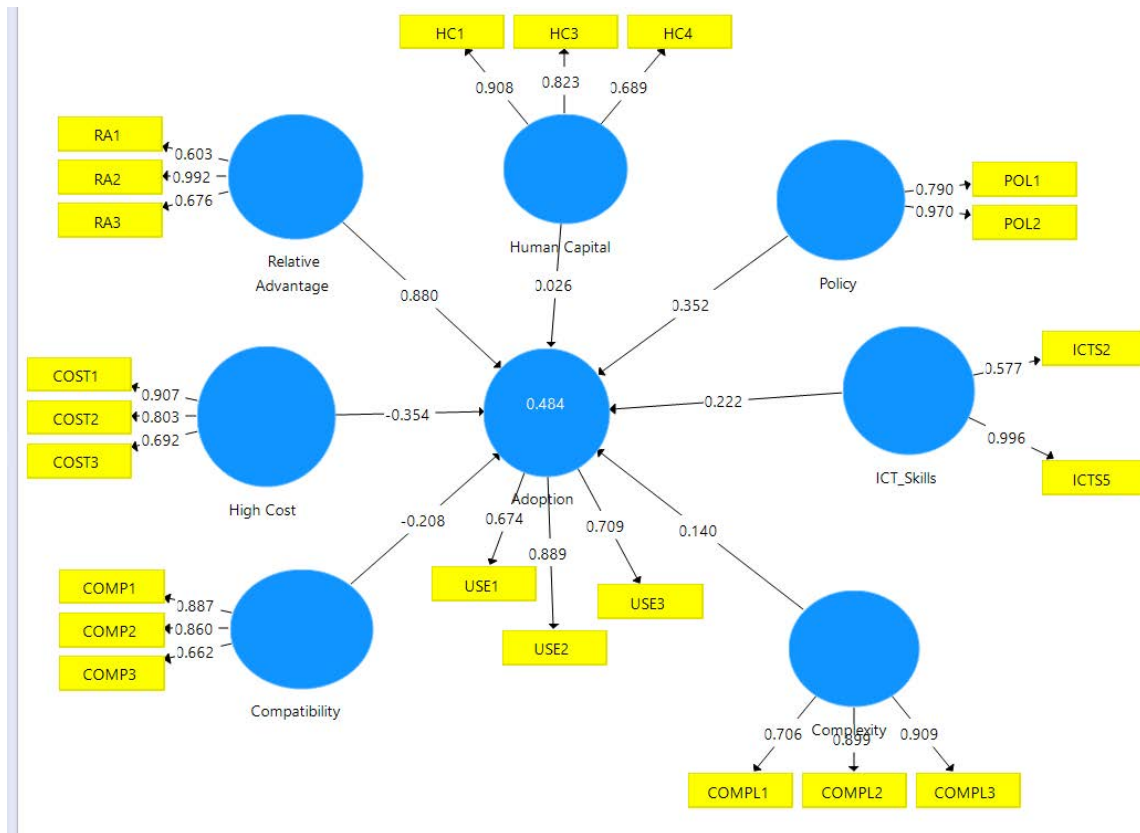 HC1
HC3
HC4
0.908
0.823
0.689
Human Capital
0.026
RA1
RA2
RA3
0.603
0.992
0.676
Relative
Advantage
0.880
POL1
POL2
0.790
0.970
Policy
0.352
COST1
COST2
COST3
0.907
0.803
0.692
High Cost
-0.354
0.484
Adoption
0.674
0.889
0.709
USE1
USE2
USE3
ICTS2
ICTS5
0.577
0.996
ICT_Skills
0.222
COMP1
COMP2
COMP3
0.887
0.860
0.662
Compatibility
-0.208
0.140
Complexity
0.706
0.899
0.909
COMPL1
COMPL2
COMPL3